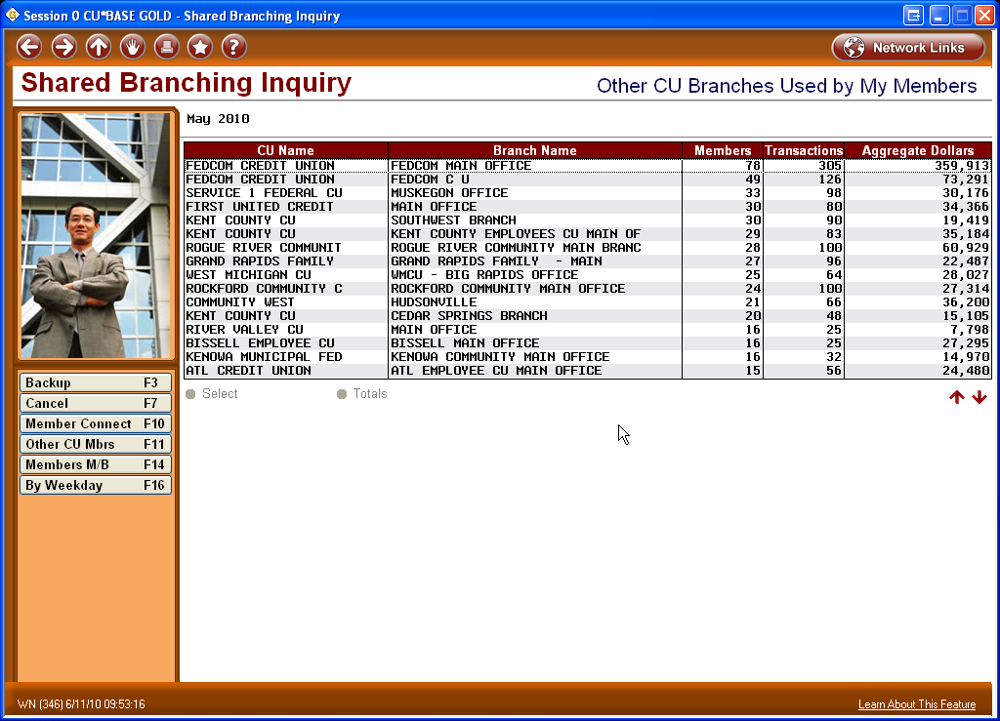 Session 0 CU*BASE GOLD - Shared Branching Inquiry
Network Links
Shared Branching Inquiry
Other CU Branches Used by My Members
May 2010
CU Name Branch Name Members Transactions Aggregate Dollars
FEDCOM CREDIT UNION FEDCOM MAIN OFFICE 78 305 359,913
FEDCOM CREDIT UNION FEDCOM C U 49 126 73,291
SERVICE 1 FEDERAL CU MUSKEGON OFFICE 33 98 30,176
FIRST UNITED CREDIT MAIN OFFICE 30 80 34,366
KENT COUNTY CU SOUTHWEST BRANCH 30 90 19,419
KENT COUNTY CU KENT COUNTY EMPLOYEES CU MAIN OF 29 83 35,184
ROGUE RIVER COMMUNIT ROGUE RIVER COMMUNITY MAIN BRANC 28 100 60,929
GRAND RAPIDS FAMILY GRAND RAPIDS FAMILY - MAIN 27 96 22,487
WEST MICHIGAN CU WMCU - BIG RAPIDS OFFICE 25 64 28,027
ROCKFORD COMMUNITY C ROCKFORD COMMUNITY MAIN OFFICE 24 100 27,314
COMMUNITY WEST HUDSONVILLE 21 66 36,200
KENT COUNTY CU CEDAR SPRINGS BRANCH 20 48 15,105
RIVER VALLEY CU MAIN OFFICE 16 25 7,798
BISSELL EMPLOYEE CU BISSELL MAIN OFFICE 16 25 27,295
KENOWA MUNICIPAL FED KENOWA COMMUNITY MAIN OFFICE 16 32 14,970
ATL CREDIT UNION ATL EMPLOYEE CU MAIN OFFICE 15 56 24,480
Select Totals
Backup F3
Cancel F7
Member Connect F10
Other CU Mbrs F11
Members M/B F14
By Weekday F16
WN (346) 6/11/10 09:53:16
Learn About This Feature